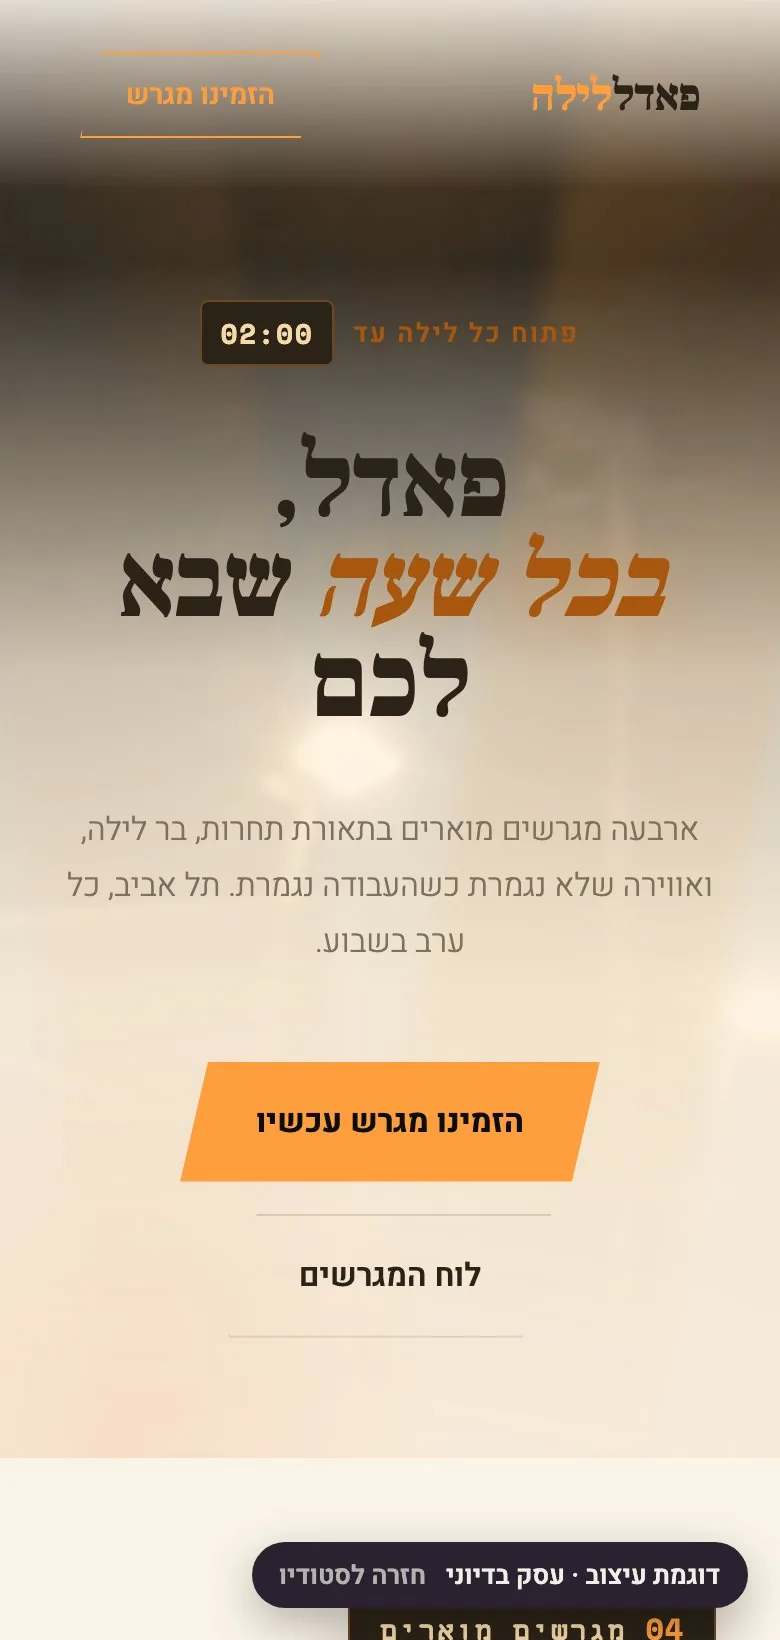 פאדללילה
הזמינו מגרש
פתוח כל לילה עד 02:00
פאדל,
בכל שעה שבא
לכם
ארבעה מגרשים מוארים בתאורת תחרות, בר לילה,
ואווירה שלא נגמרת כשהעבודה נגמרת. תל אביב, כל
ערב בשבוע.
הזמינו מגרש עכשיו
לוח המגרשים
דוגמת עיצוב · עסק בדיוני חזרה לסטודיו
04 מגרשים מוארים